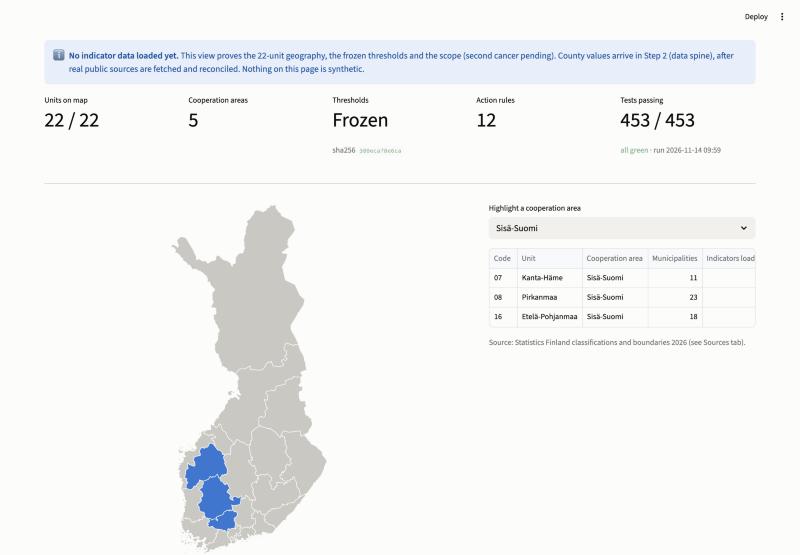 Deploy
No indicator data loaded yet. This view proves the 22-unit geography, the frozen thresholds and the scope (second cancer pending). County values arrive in Step 2 (data spine), after
real public sources are fetched and reconciled. Nothing on this page is synthetic.
Units on map
22 / 22
Cooperation areas
5
Thresholds
Frozen
sha256
Action rules
12
Tests passing
453 / 453
all green · run 2026-11-14 09:59
Highlight a cooperation area
Sisä-Suomi
Code Unit Cooperation area Municipalities Indicators load
07 Kanta-Häme Sisä-Suomi 11
08 Pirkanmaa Sisä-Suomi 23
16 Etelä-Pohjanmaa Sisä-Suomi 18
Source: Statistics Finland classifications and boundaries 2026 (see Sources tab).